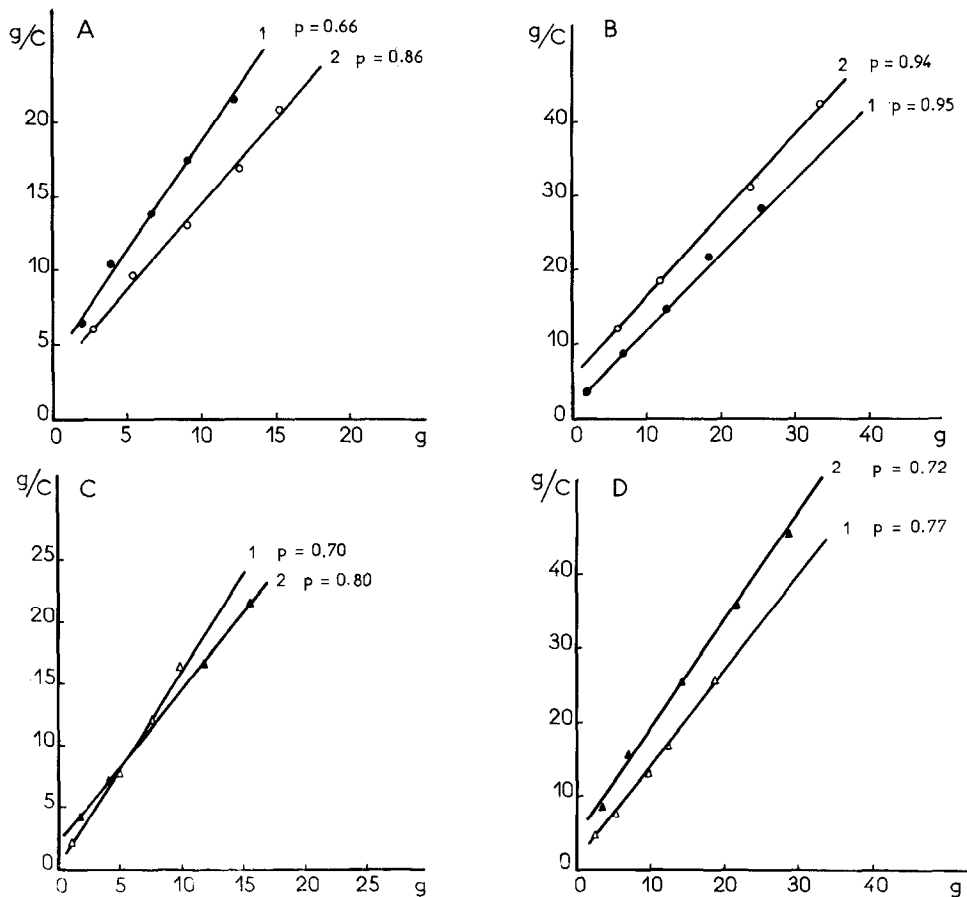 g/C A 1 p = 0.66
2 p = 0.86
20
15
10
5
0
0 5 10 15 20 g
g/C B 2 p = 0.94
1 p = 0.95
40
30
20
10
0
0 10 20 30 40 g
g/C C
1 p = 0.70
2 p = 0.80
25
20
15
10
5
0
0 5 10 15 20 25 g
g/C D 2 p = 0.72
1 p = 0.77
40
30
20
10
0
0 10 20 30 40 g